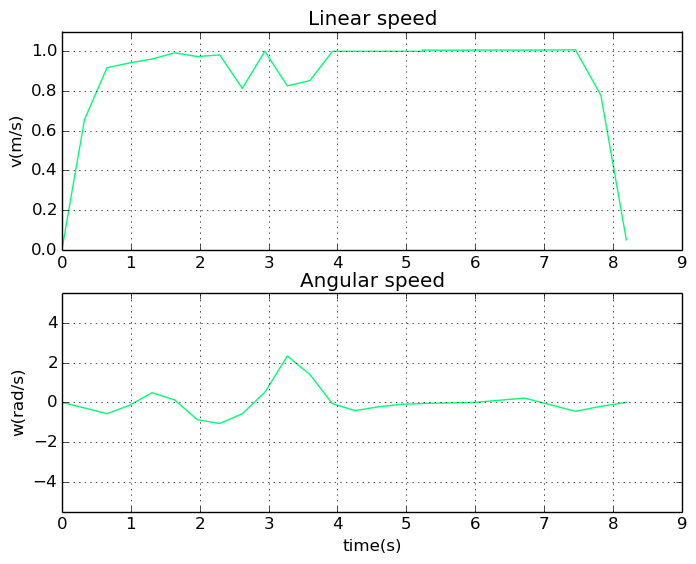 Linear speed
1.0
0.8
0.6
0.4
0.2
0.0
v(m/s)
0 1 2 3 4 5 6 7 8 9
Angular speed
4
2
0
−2
−4
w(rad/s)
0 1 2 3 4 5 6 7 8 9
time(s)